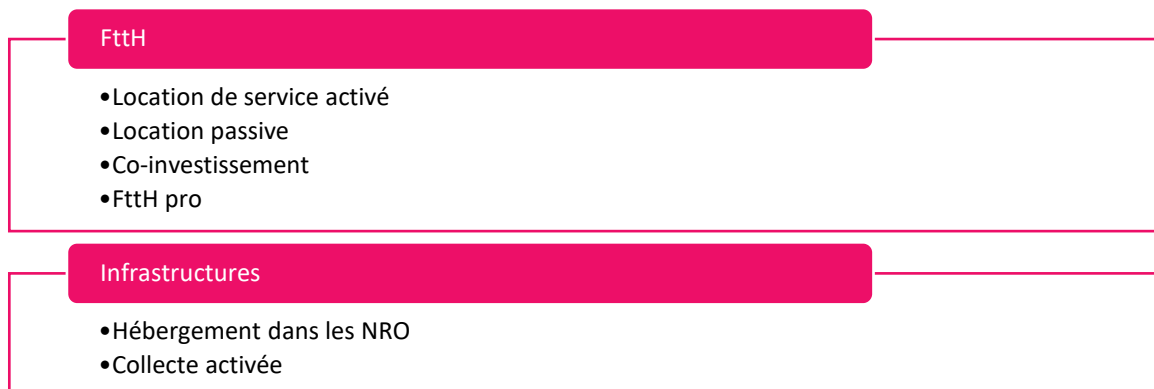 FttH
•Location de service activé
•Location passive
•Co-investissement
•FttH pro
Infrastructures
•Hébergement dans les NRO
•Collecte activée